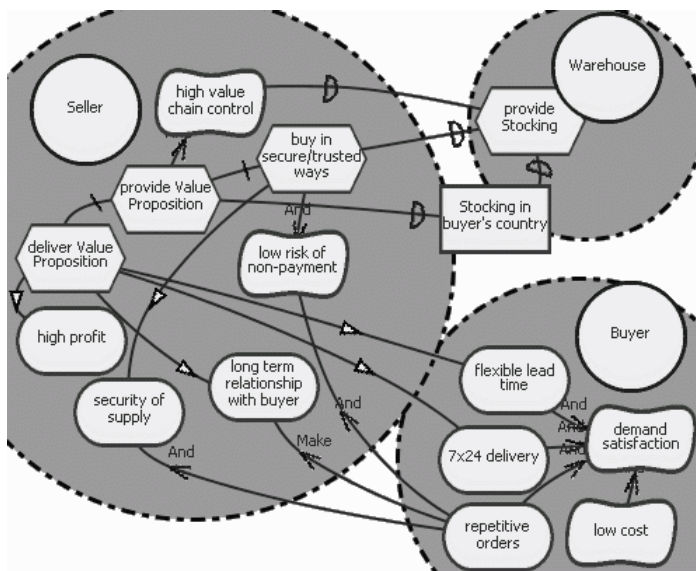 Seller
high value
chain control
Warehouse
provide
Stocking
buy in
secure/trusted
ways
provide Value
Proposition
And
Stocking in
buyer's country
deliver Value
Proposition
low risk of
non-payment
high profit
Buyer
long term
relationship
with buyer
flexible lead
time
security of
supply
And
And
demand
satisfaction
And
Make
And
7x24 delivery
And
repetitive
orders
low cost